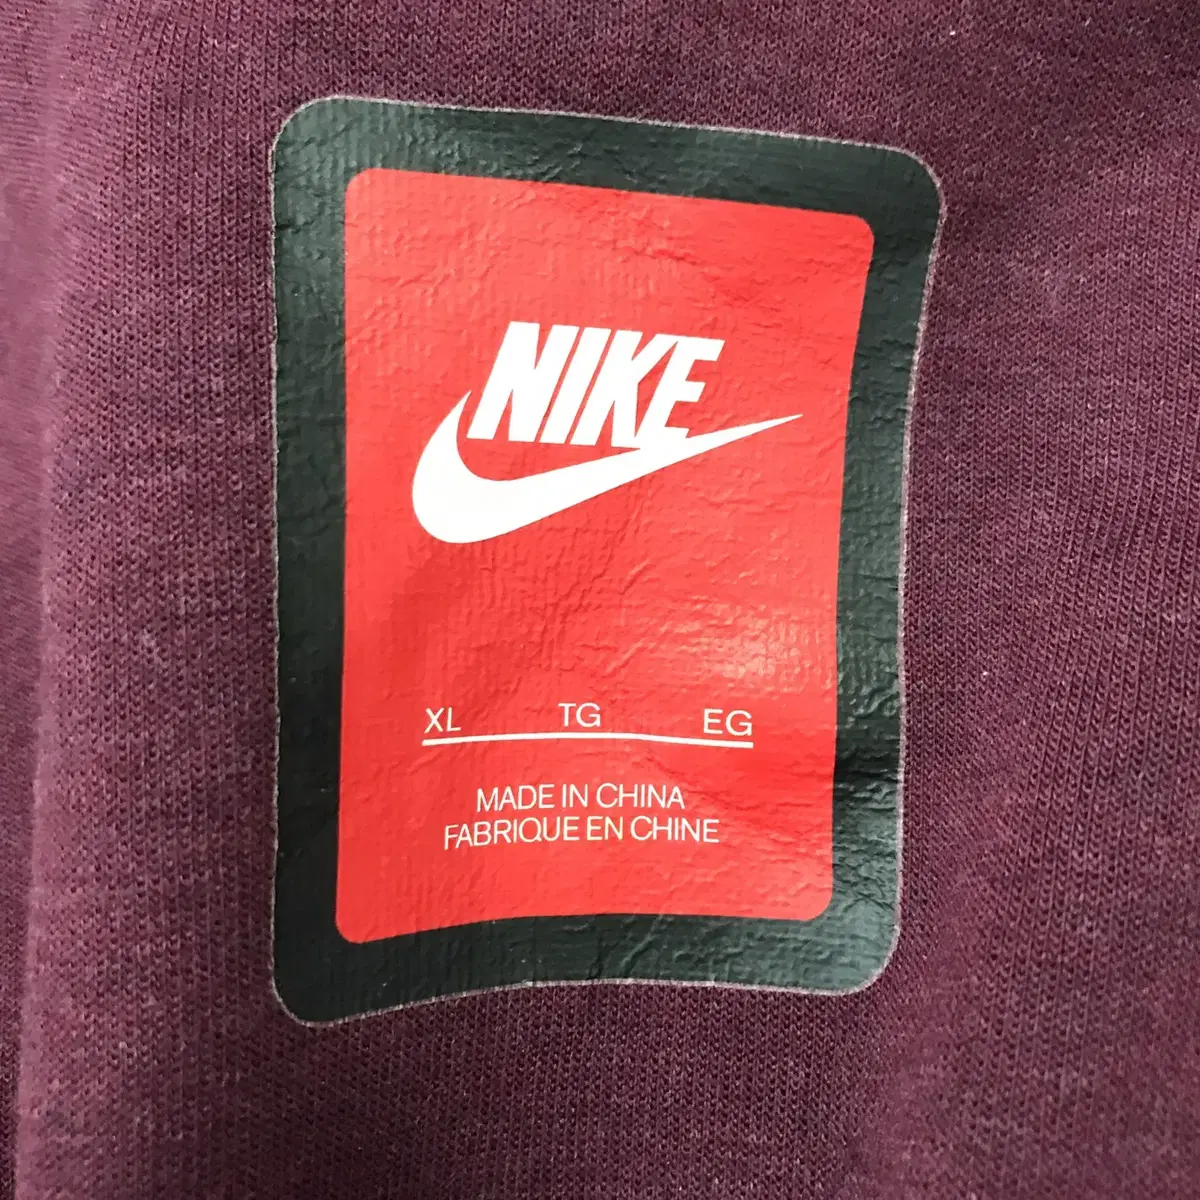 NIKE
XL TG EG
MADE IN CHINA
FABRIQUE EN CHINE